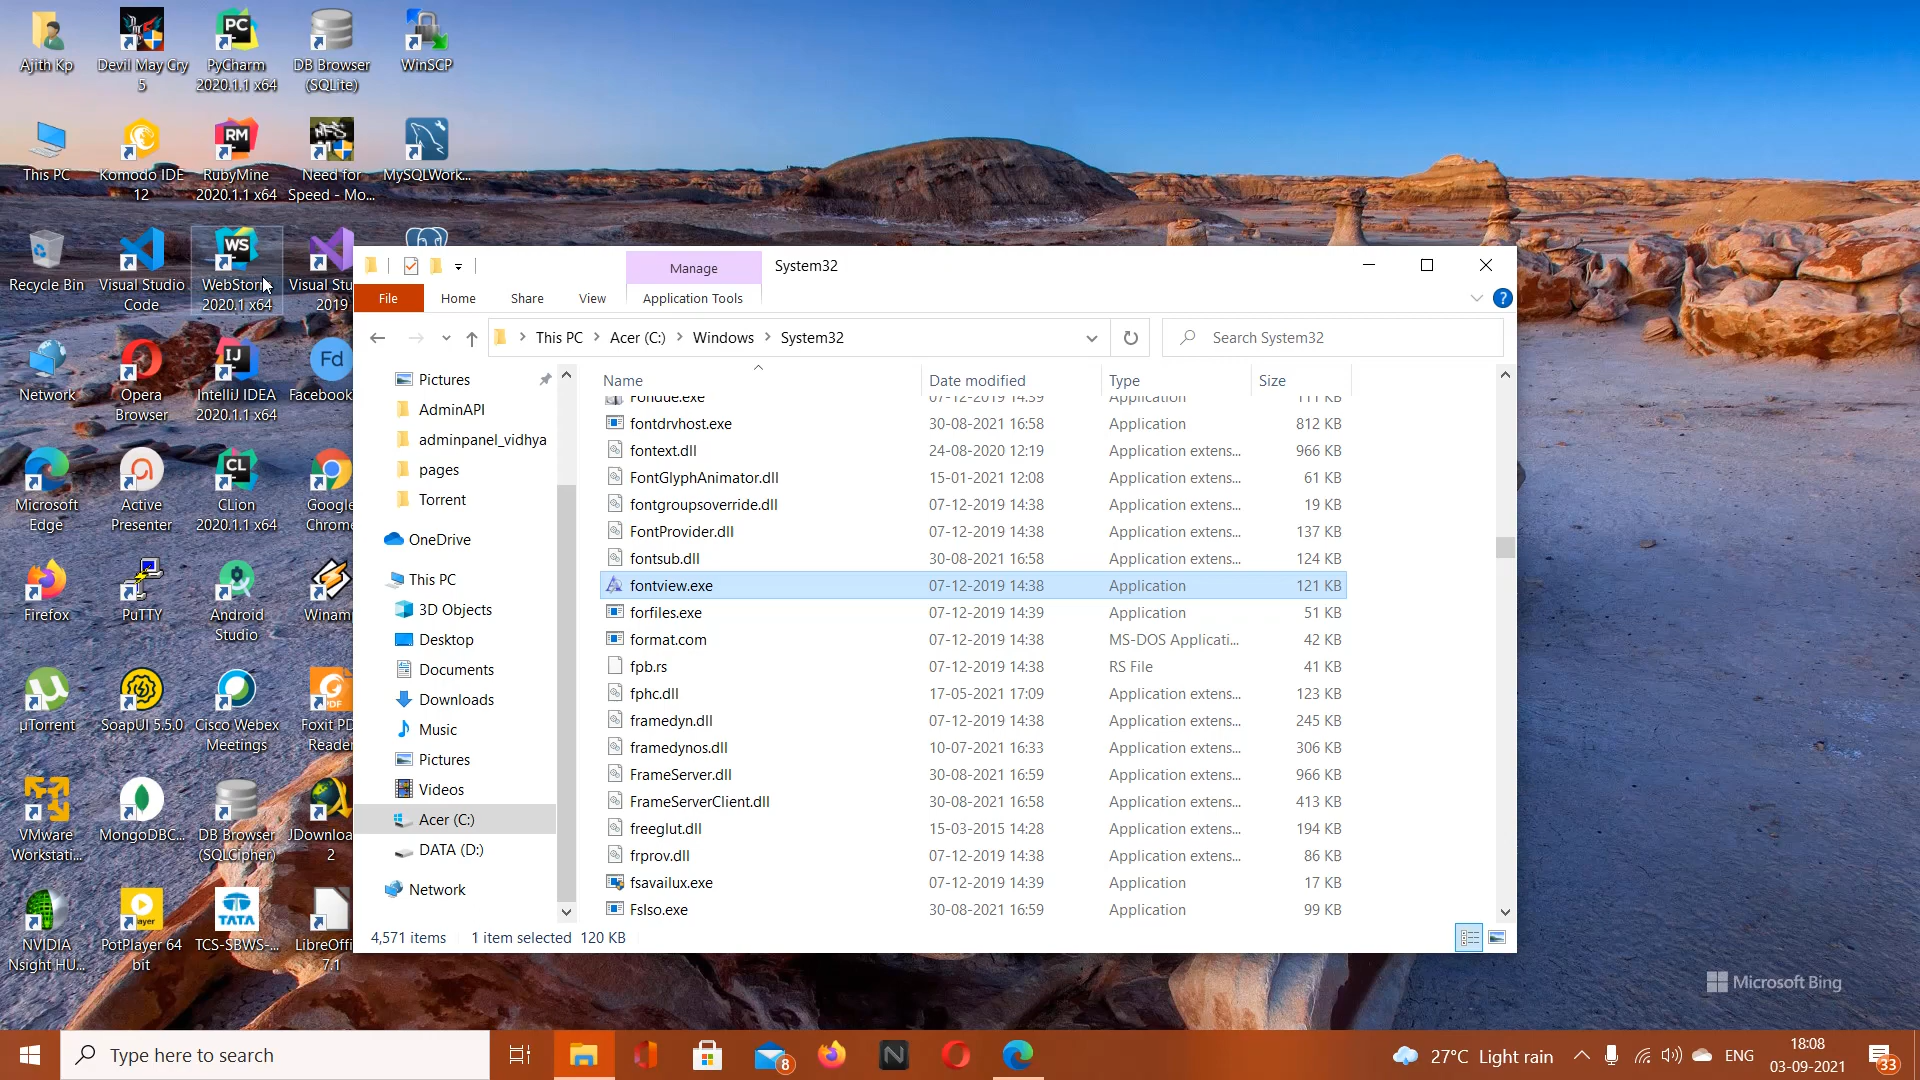 Ajith Kp
Devil May Cry
5
PyCharm
2020.1.1 x64
DB Browser
(SQLite)
WinSCP
This PC
Komodo IDE
12
RubyMine
2020.1.1 x64
Need for
Speed - Mo...
MySQLWork...
Recycle Bin
Visual Studio
Code
WebStorm
2020.1 x64
Visual Stu
2019
Network
Opera
Browser
IntelliJ IDEA
2020.1.1 x64
Facebook
Microsoft
Edge
Active
Presenter
CLion
2020.1.1 x64
Google
Chrome
Firefox
PuTTY
Android
Studio
Winamp
µTorrent
SoapUI 5.5.0
Cisco Webex
Meetings
Foxit PD
Reader
VMware
Workstati...
MongoDBC...
DB Browser
(SQLCipher)
JDownloa
2
NVIDIA
Nsight HU...
PotPlayer 64
bit
TCS-SBWS-...
LibreOffi
7.1
Manage
System32
File
Home
Share
View
Application Tools
This PC
Acer (C:)
Windows
System32
Search System32
Pictures
AdminAPI
adminpanel_vidhya
pages
Torrent
OneDrive
This PC
3D Objects
Desktop
Documents
Downloads
Music
Pictures
Videos
Acer (C:)
DATA (D:)
Network
Name Date modified Type Size
Fondue.exe 07-12-2019 14:39 Application 111 KB
fontdrvhost.exe 30-08-2021 16:58 Application 812 KB
fontext.dll 24-08-2020 12:19 Application extens... 966 KB
FontGlyphAnimator.dll 15-01-2021 12:08 Application extens... 61 KB
fontgroupsoverride.dll 07-12-2019 14:38 Application extens... 19 KB
FontProvider.dll 07-12-2019 14:38 Application extens... 137 KB
fontsub.dll 30-08-2021 16:58 Application extens... 124 KB
fontview.exe 07-12-2019 14:38 Application 121 KB
forfiles.exe 07-12-2019 14:39 Application 51 KB
format.com 07-12-2019 14:38 MS-DOS Applicati... 42 KB
fpb.rs 07-12-2019 14:38 RS File 41 KB
fphc.dll 17-05-2021 17:09 Application extens... 123 KB
framedyn.dll 07-12-2019 14:38 Application extens... 245 KB
framedynos.dll 10-07-2021 16:33 Application extens... 306 KB
FrameServer.dll 30-08-2021 16:59 Application extens... 966 KB
FrameServerClient.dll 30-08-2021 16:58 Application extens... 413 KB
freeglut.dll 15-03-2015 14:28 Application extens... 194 KB
frprov.dll 07-12-2019 14:38 Application extens... 86 KB
fsavailux.exe 07-12-2019 14:39 Application 17 KB
FsIso.exe 30-08-2021 16:59 Application 99 KB
4,571 items 1 item selected 120 KB
Microsoft Bing
Type here to search
8
27°C Light rain
ENG
18:08
03-09-2021
33